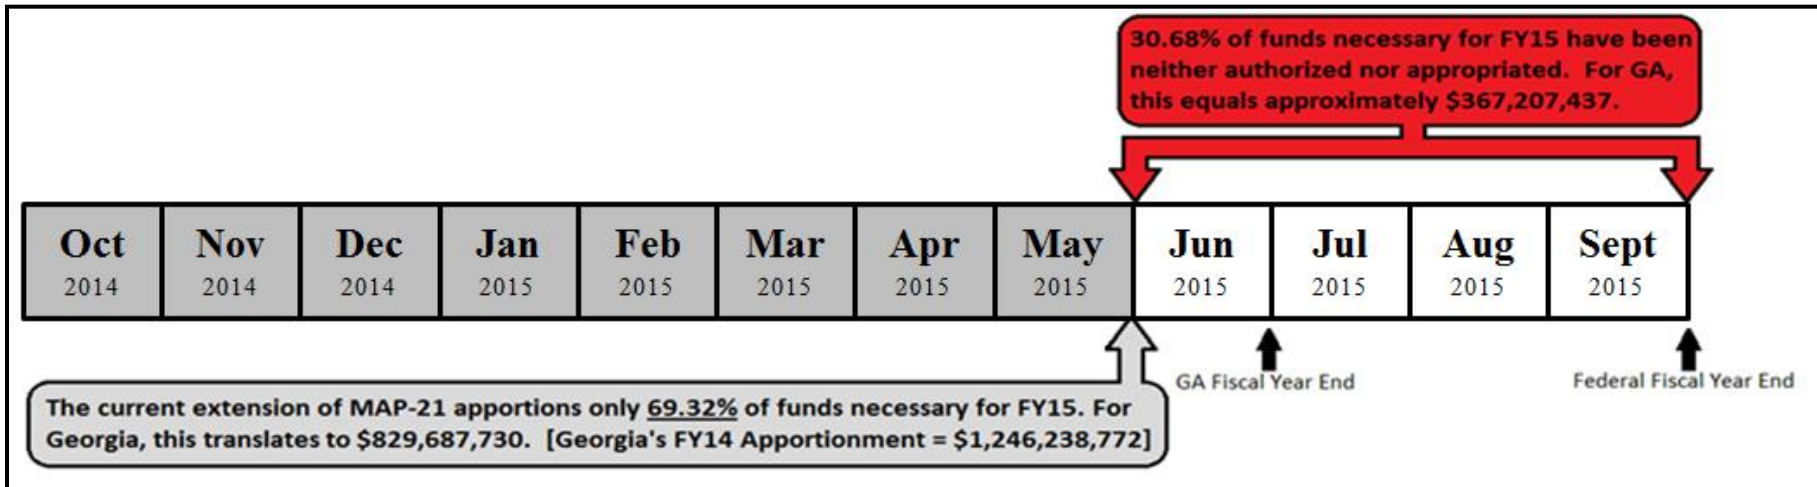 30.68% of funds necessary for FY15 have been
neither authorized nor appropriated.  For GA,
this equals approximately $367,207,437.
Oct Nov Dec Jan Feb Mar Apr May Jun Jul Aug Sept
2014 2014 2014 2015 2015 2015 2015 2015 2015 2015 2015 2015
GA Fiscal Year End
Federal Fiscal Year End
The current extension of MAP-21 apportions only 69.32% of funds necessary for FY15. For
Georgia, this translates to $829,687,730.  [Georgia's FY14 Apportionment = $1,246,238,772]